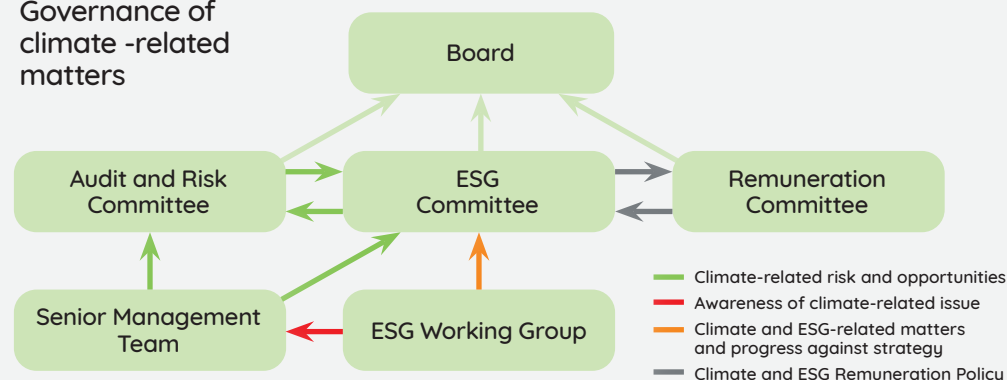 Governance of
climate -related
matters
Board
Audit and Risk
Committee
ESG
Committee
Remuneration
Committee
Senior Management
Team
ESG Working Group
Climate-related risk and opportunities
Awareness of climate-related issue
Climate and ESG-related matters
and progress against strategy
Climate and ESG Remuneration Policy